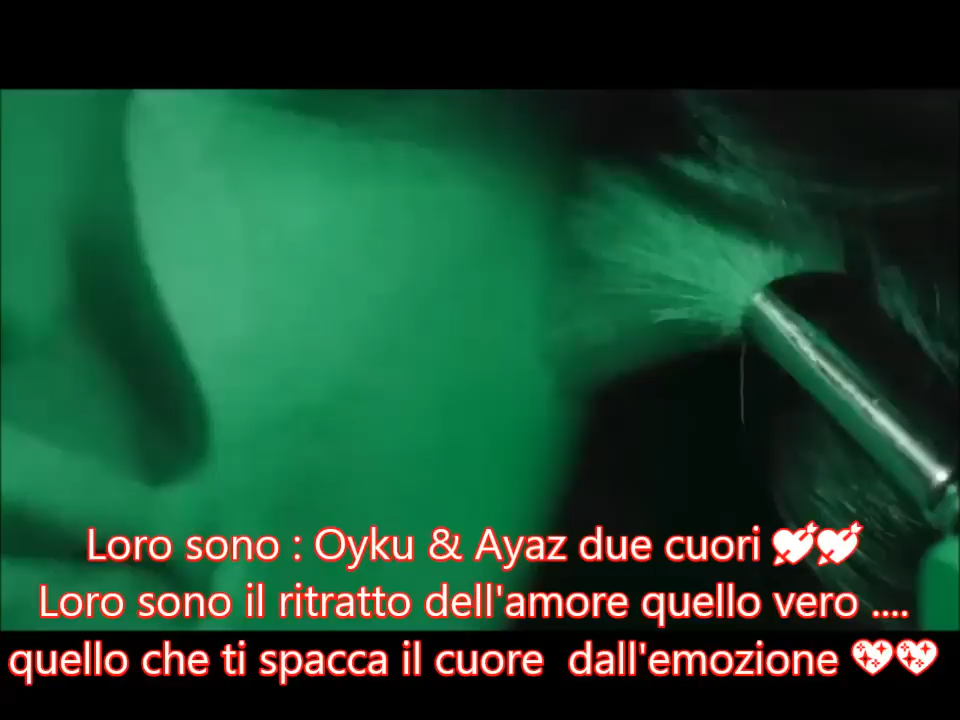 Loro sono : Oyku & Ayaz due cuori 💘💘
Loro sono il ritratto dell'amore quello vero ....
quello che ti spacca il cuore  dall'emozione 💖💖